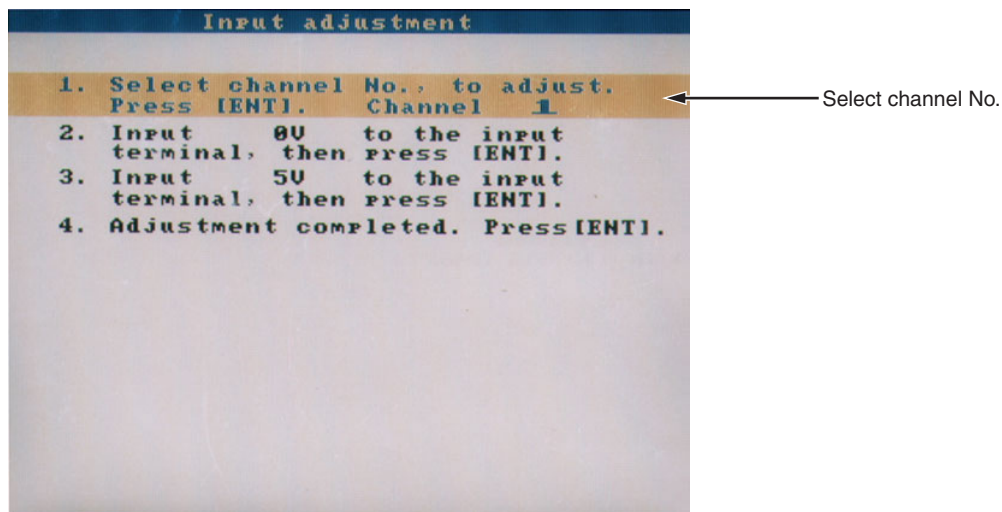 Input adjustment
1. Select channel No., to adjust.
Press [ENT]. Channel 1
Select channel No.
2. Input 0V to the input
terminal, then press [ENT].
3. Input 5V to the input
terminal, then press [ENT].
4. Adjustment completed. Press[ENT].